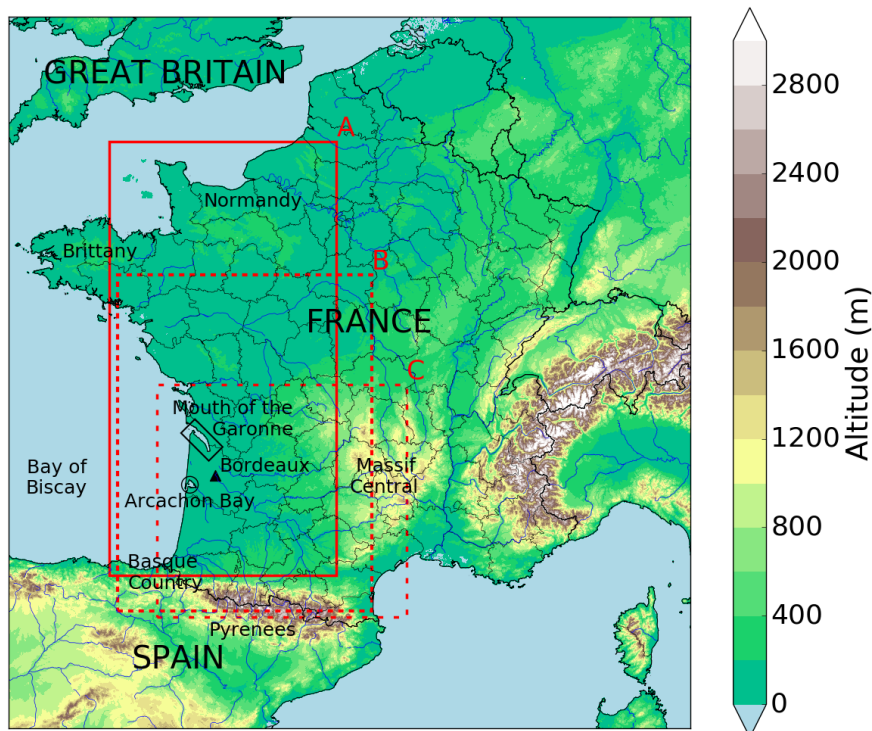 GREAT BRITAIN
A
Normandy
Brittany
B
FRANCE
C
Mouth of the
Garonne
Bay of
Biscay
Bordeaux
Arcachon Bay
Massif
Central
Basque
Country
Pyrenees
SPAIN
2800
2400
2000
1600
1200
800
400
0
Altitude (m)